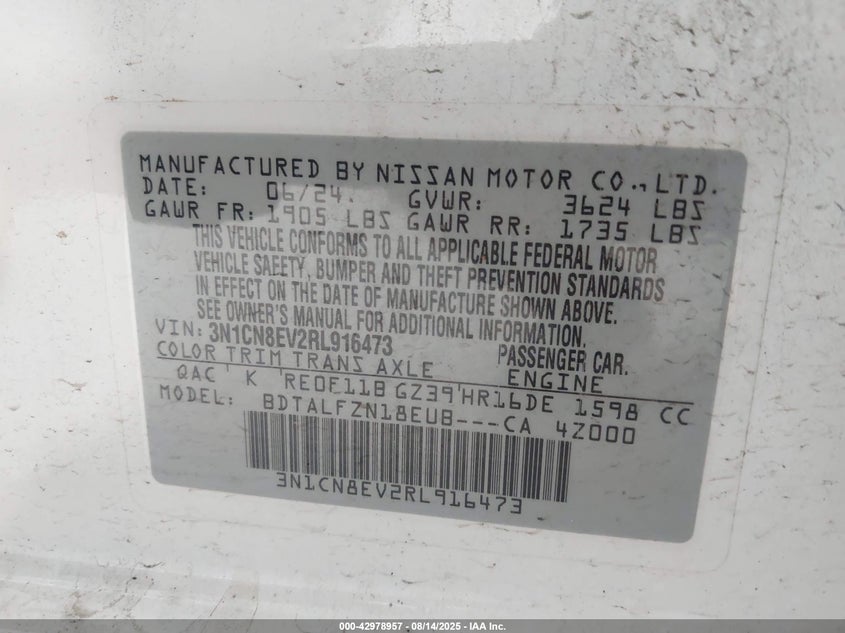 MANUFACTURED BY NISSAN MOTOR CO., LTD.
DATE: 06/24. GVWR: 3624 LBS
GAWR FR: 1905 LBS GAWR RR: 1735 LBS
THIS VEHICLE CONFORMS TO ALL APPLICABLE FEDERAL MOTOR
VEHICLE SAFETY, BUMPER AND THEFT PREVENTION STANDARDS
IN EFFECT ON THE DATE OF MANUFACTURE SHOWN ABOVE.
SEE OWNER'S MANUAL FOR ADDITIONAL INFORMATION.
VIN: 3N1CN8EV2RL916473 PASSENGER CAR.
COLOR TRIM TRANS AXLE ENGINE
QAC ' K 'RE0F11B GZ39'HR16DE 1598 CC
MODEL: BDTALFZN18EUB---CA 4Z000
3N1CN8EV2RL916473
000-42978957 - 08/14/2025 - IAA Inc.